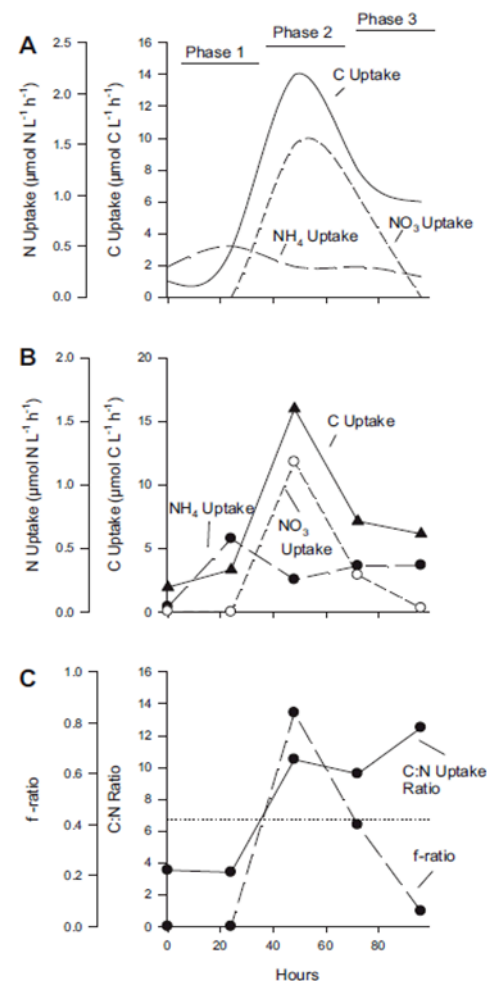 A
Phase 1
Phase 2
Phase 3
N Uptake (µmol N L⁻¹ h⁻¹)
2.5
2.0
1.5
1.0
0.5
0.0
C Uptake (µmol C L⁻¹ h⁻¹)
16
14
12
10
8
6
4
2
0
C Uptake
NO₃ Uptake
NH₄ Uptake
B
N Uptake (µmol N L⁻¹ h⁻¹)
2.0
1.5
1.0
0.5
0.0
C Uptake (µmol C L⁻¹ h⁻¹)
20
15
10
5
0
C Uptake
NH₄ Uptake
NO₃
Uptake
C
f -ratio
1.0
0.8
0.6
0.4
0.2
0.0
C:N Ratio
16
14
12
10
8
6
4
2
0
C:N Uptake
Ratio
f-ratio
0
20
40
60
80
Hours